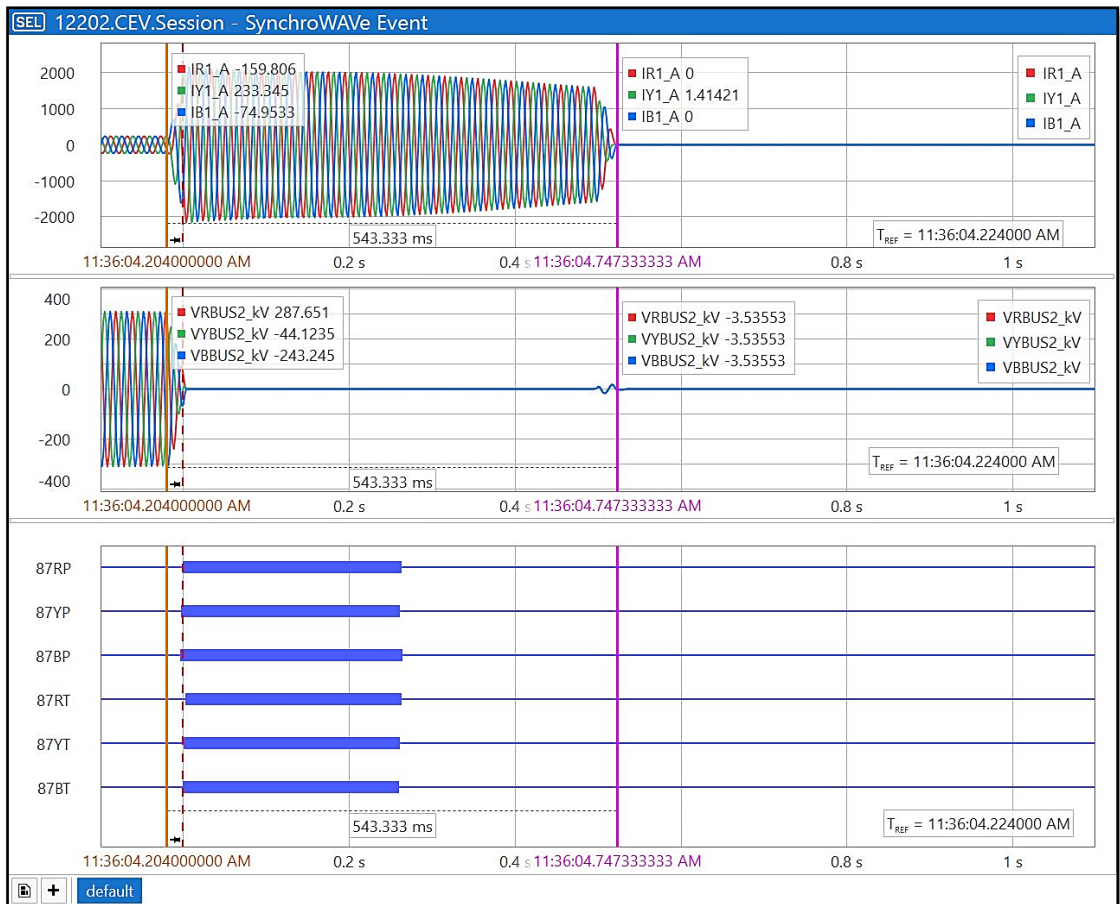 SEL 12202.CEV.Session - SynchroWAVe Event
2000
1000
0
-1000
-2000
IR1_A -159.806
IY1_A 233.345
IB1_A -74.9533
IR1_A 0
IY1_A 1.41421
IB1_A 0
IR1_A
IY1_A
IB1_A
543.333 ms
TREF = 11:36:04.224000 AM
11:36:04.204000000 AM 0.2 s 0.4 s 11:36:04.747333333 AM 0.8 s 1 s
400
200
0
-200
-400
VRBUS2_kV 287.651
VYBUS2_kV -44.1235
VBBUS2_kV -243.245
VRBUS2_kV -3.53553
VYBUS2_kV -3.53553
VBBUS2_kV -3.53553
VRBUS2_kV
VYBUS2_kV
VBBUS2_kV
543.333 ms
TREF = 11:36:04.224000 AM
11:36:04.204000000 AM 0.2 s 0.4 s 11:36:04.747333333 AM 0.8 s 1 s
87RP
87YP
87BP
87RT
87YT
87BT
543.333 ms
TREF = 11:36:04.224000 AM
11:36:04.204000000 AM 0.2 s 0.4 s 11:36:04.747333333 AM 0.8 s 1 s
default